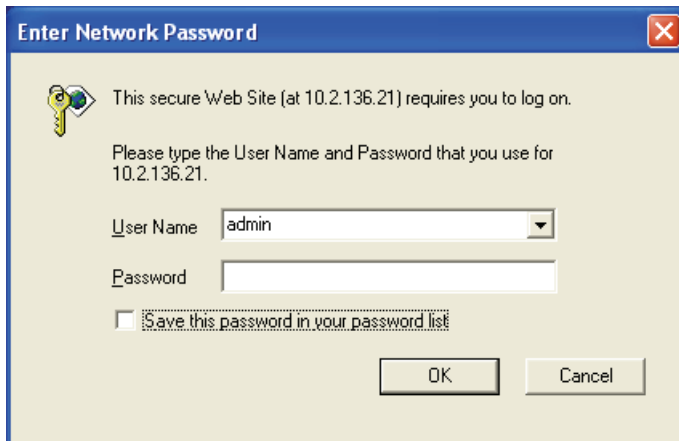 Enter Network Password
This secure Web Site (at 10.2.136.21) requires you to log on.
Please type the User Name and Password that you use for
10.2.136.21.
User Name admin
Password
Save this password in your password list
OK Cancel